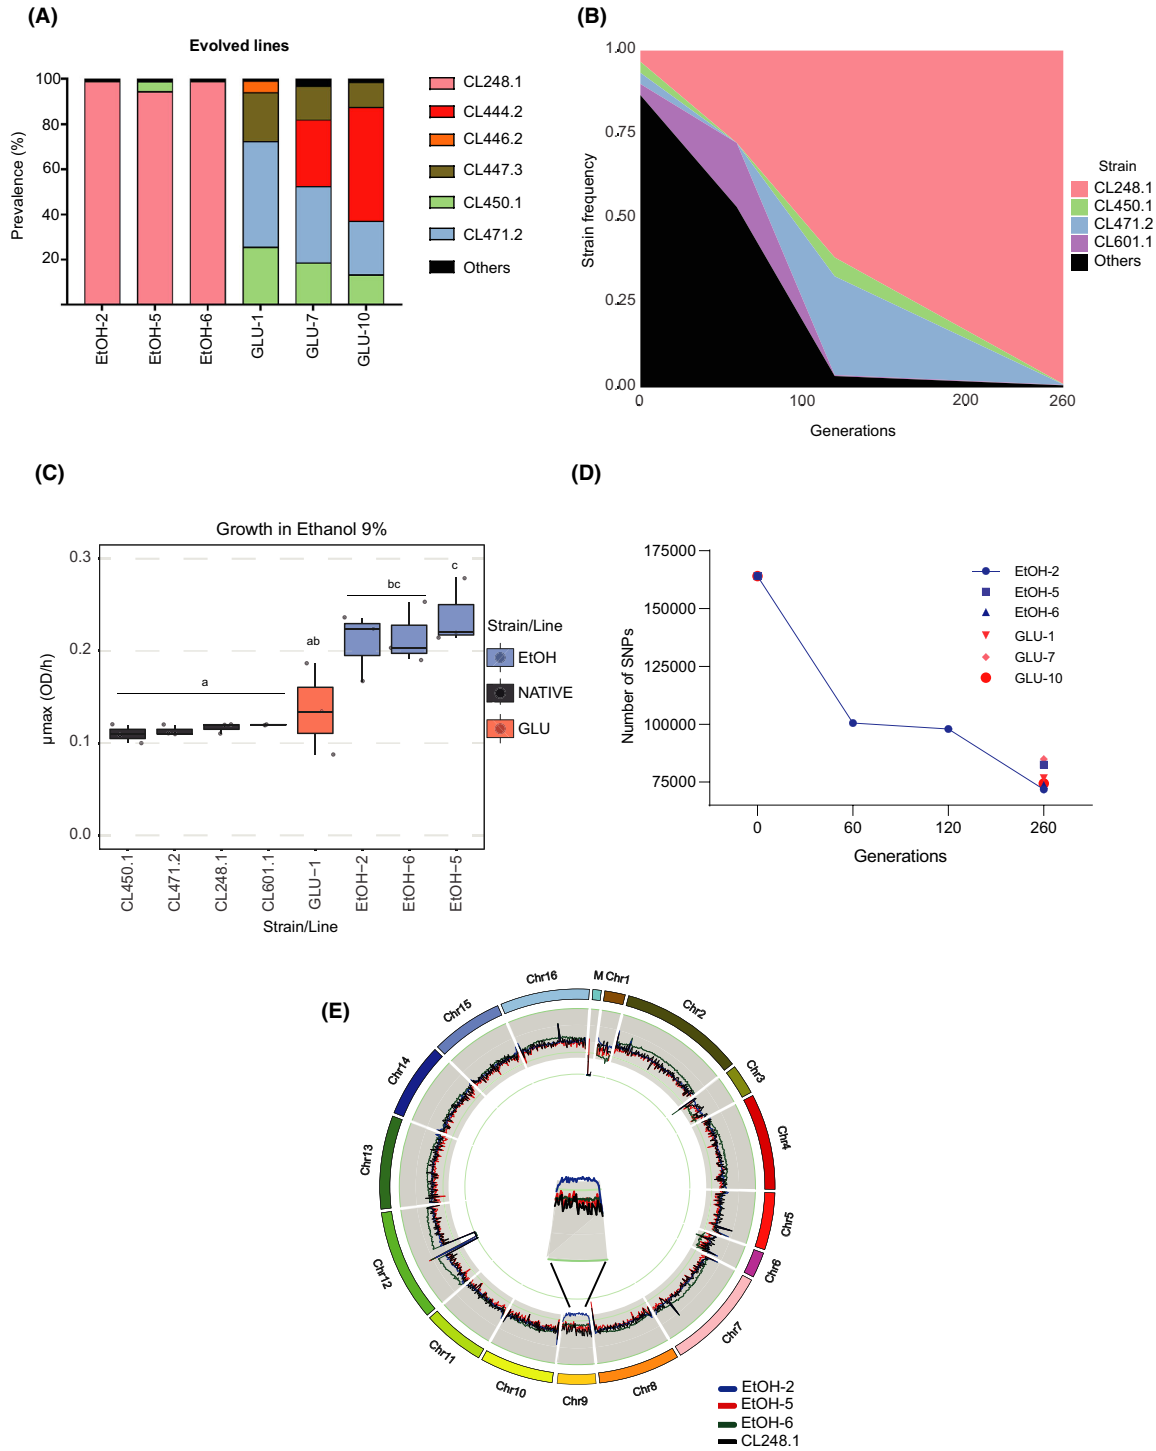 (A)
Evolved lines
Prevalence (%)
100
80
60
40
20
EtOH-2
EtOH-5
EtOH-6
GLU-1
GLU-7
GLU-10
CL248.1
CL444.2
CL446.2
CL447.3
CL450.1
CL471.2
Others
(B)
Strain frequency
1.00
0.75
0.50
0.25
0.00
0
100
200
260
Generations
Strain
CL248.1
CL450.1
CL471.2
CL601.1
Others
(C)
Growth in Ethanol 9%
µmax (OD/h)
0.3
0.2
0.1
0.0
a
ab
bc
c
CL450.1
CL471.2
CL248.1
CL601.1
GLU−1
EtOH−2
EtOH−6
EtOH−5
Strain/Line
Strain/Line
EtOH
NATIVE
GLU
(D)
Number of SNPs
175000
150000
125000
100000
75000
0
60
120
260
Generations
EtOH-2
EtOH-5
EtOH-6
GLU-1
GLU-7
GLU-10
(E)
M
Chr1
Chr2
Chr3
Chr4
Chr5
Chr6
Chr7
Chr8
Chr9
Chr10
Chr11
Chr12
Chr13
Chr14
Chr15
Chr16
EtOH-2
EtOH-5
EtOH-6
CL248.1